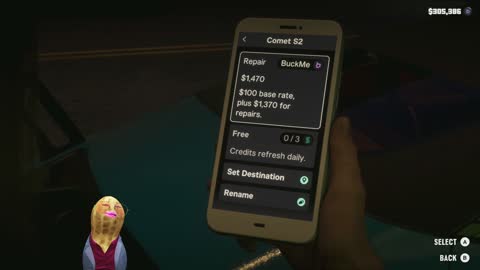 $305,386
Comet S2
Repair BuckMe b
$1,470
$100 base rate,
plus $1,370 for
repairs.
Free 0 / 3 $
Credits refresh daily.
Set Destination
Rename
SELECT A
BACK B